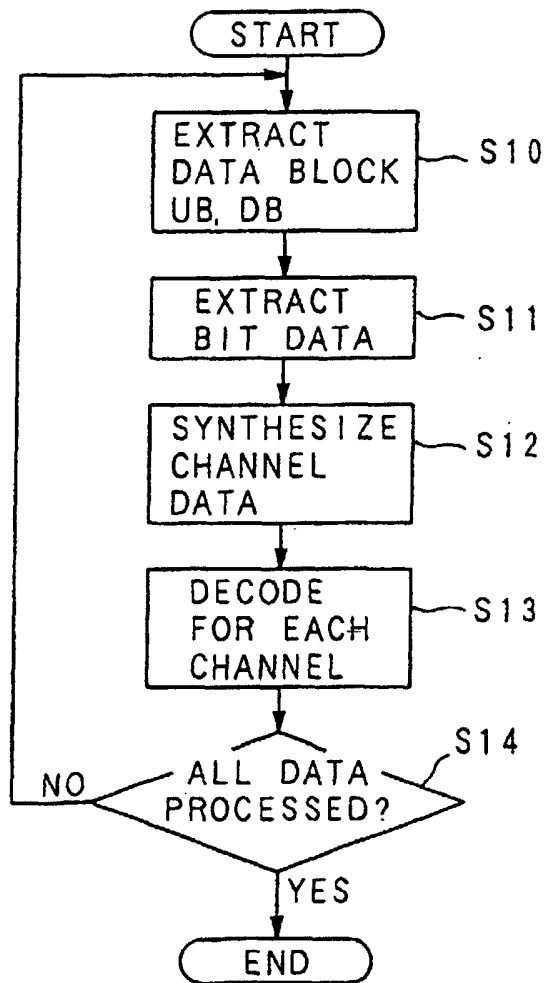 START
EXTRACT
DATA BLOCK
UB, DB
S10
EXTRACT
BIT DATA
S11
SYNTHESIZE
CHANNEL
DATA
S12
DECODE
FOR EACH
CHANNEL
S13
ALL DATA
PROCESSED?
S14
NO
YES
END